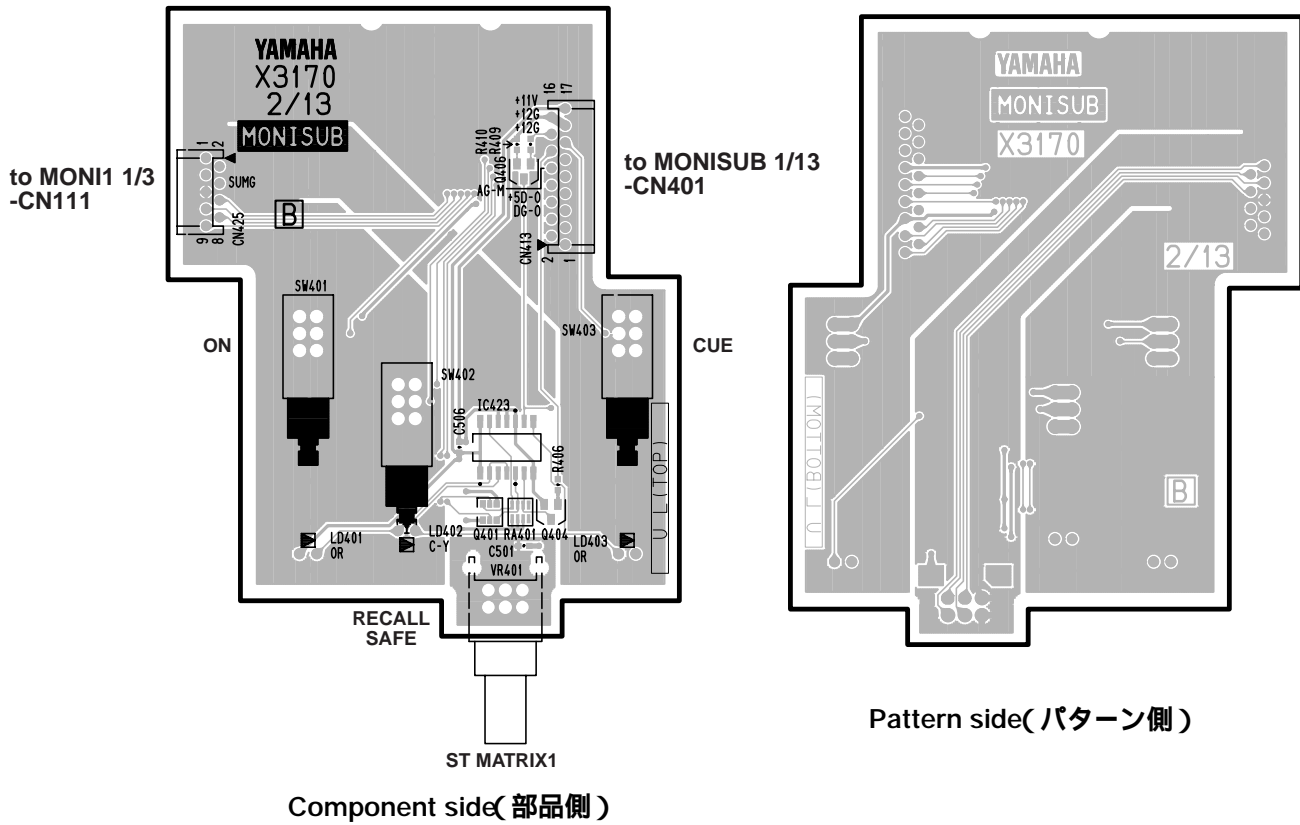 YAMAHA
X3170
2/13
MONISUB
to MONI1 1/3
-CN111
1
2
SUMG
9
8
CN425
B
R410
R409
Q406
+11V
+12G
+12G
16
17
AG-M
+5D-0
DG-0
CN413
2
1
to MONISUB 1/13
-CN401
SW401
ON
SW402
SW403
CUE
IC423
C506
R406
U L(TOP)
LD401
OR
LD402
C-Y
Q401
RA401
Q404
LD403
OR
C501
VR401
RECALL
SAFE
ST MATRIX1
Component side(部品側)
YAMAHA
MONISUB
X3170
2/13
U L(BOTTOM)
B
Pattern side(パターン側)